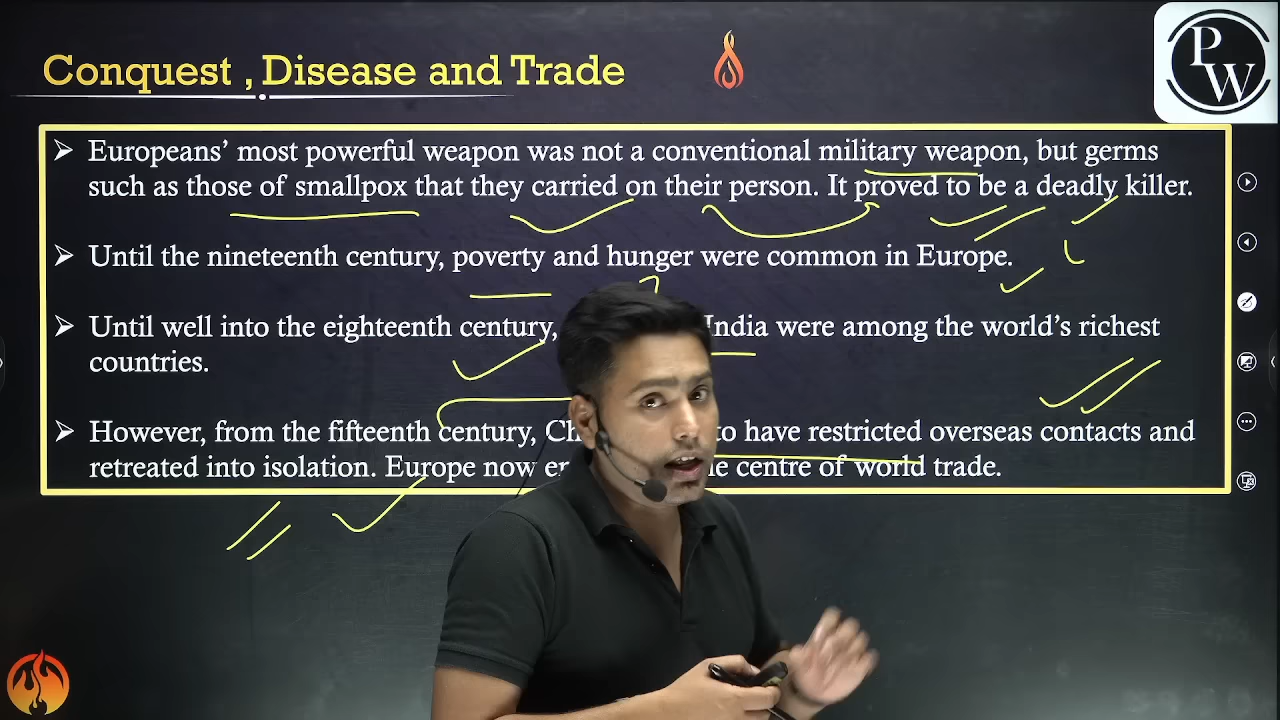 Conquest , Disease and Trade
PW
➢ Europeans’ most powerful weapon was not a conventional military weapon, but germs
such as those of smallpox that they carried on their person. It proved to be a deadly killer.
➢ Until the nineteenth century, poverty and hunger were common in Europe.
➢ Until well into the eighteenth century, India were among the world’s richest
countries.
➢ However, from the fifteenth century, to have restricted overseas contacts and
retreated into isolation. Europe now centre of world trade.